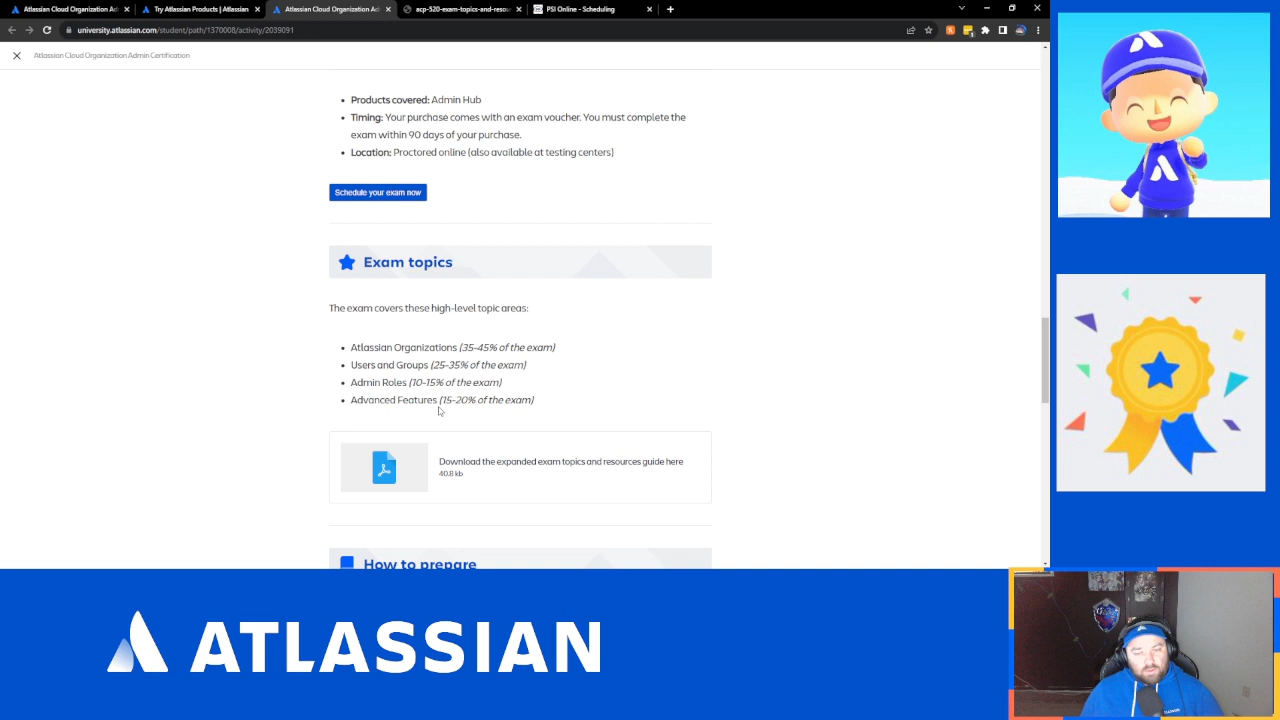 Atlassian Cloud Organization Ad
Try Atlassian Products | Atlassian
Atlassian Cloud Organization Ad
acp-520-exam-topics-and-resou
PSI Online - Scheduling
university.atlassian.com/student/path/1370008/activity/2039091
Atlassian Cloud Organization Admin Certification
• Products covered: Admin Hub
• Timing: Your purchase comes with an exam voucher. You must complete the
exam within 90 days of your purchase.
• Location: Proctored online (also available at testing centers)
Schedule your exam now
Exam topics
The exam covers these high-level topic areas:
• Atlassian Organizations (35-45% of the exam)
• Users and Groups (25-35% of the exam)
• Admin Roles (10-15% of the exam)
• Advanced Features (15-20% of the exam)
Download the expanded exam topics and resources guide here
40.8 kb
How to prepare
ATLASSIAN